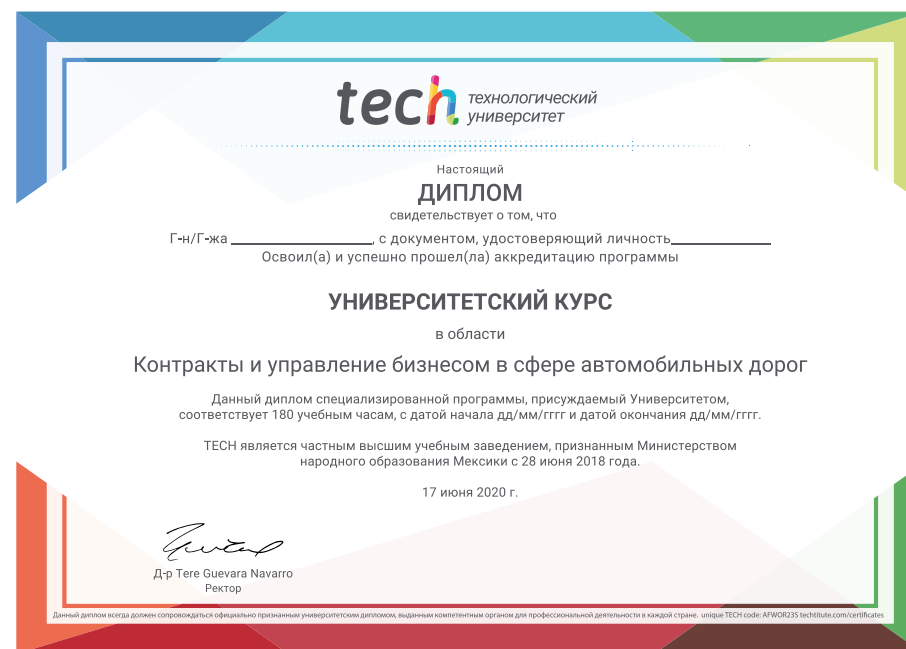 tech технологический
университет
Настоящий
ДИПЛОМ
свидетельствует о том, что
Г-н/Г-жа ________________, с документом, удостоверяющий личность____________
Освоил(а) и успешно прошел(ла) аккредитацию программы
УНИВЕРСИТЕТСКИЙ КУРС
в области
Контракты и управление бизнесом в сфере автомобильных дорог
Данный диплом специализированной программы, присуждаемый Университетом,
соответствует 180 учебным часам, с датой начала дд/мм/гггг и датой окончания дд/мм/гггг.
TECH является частным высшим учебным заведением, признанным Министерством
народного образования Мексики с 28 июня 2018 года.
17 июня 2020 г.
Д-р Tere Guevara Navarro
Ректор
Данный диплом всегда должен сопровождаться официально признанным университетским дипломом, выданным компетентным органом для профессиональной деятельности в каждой стране. unique TECH code: AFWOR23S techtitute.com/certificates